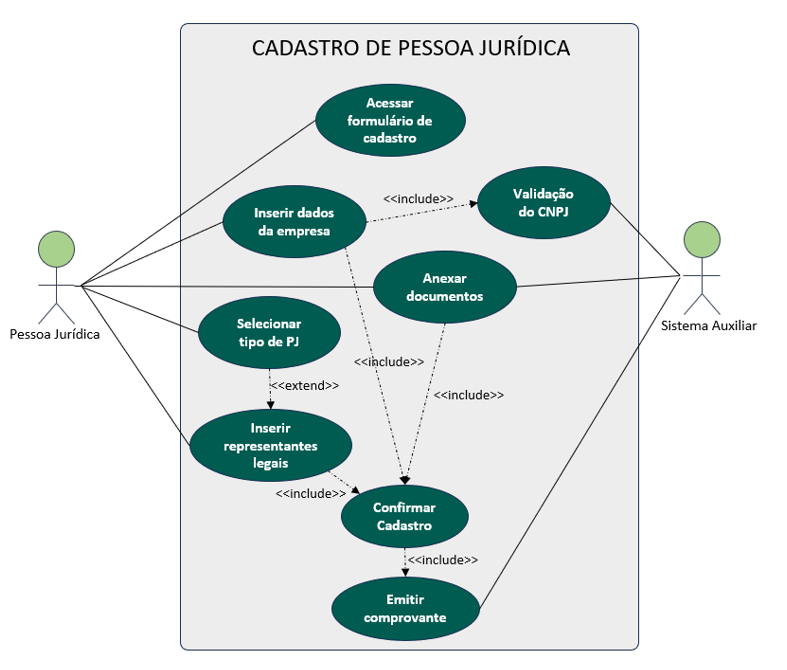 CADASTRO DE PESSOA JURÍDICA
Acessar
formulário de
cadastro
<<include>>
Validação
do CNPJ
Inserir dados
da empresa
Anexar
documentos
Pessoa Jurídica
Sistema Auxiliar
Selecionar
tipo de PJ
<<include>>
<<extend>>
<<include>>
Inserir
representantes
legais
<<include>>
Confirmar
Cadastro
<<include>>
Emitir
comprovante